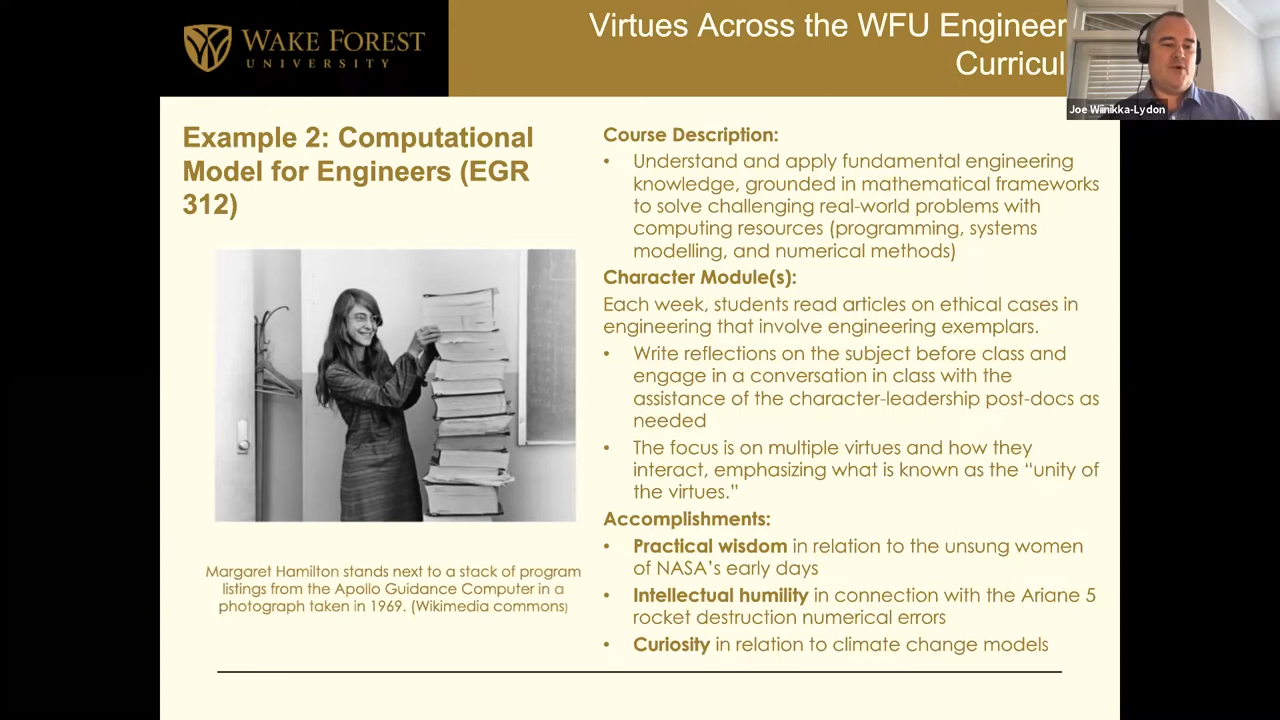 WAKE FOREST
UNIVERSITY
Virtues Across the WFU Engineer
Curricul
Joe Wiinikka-Lydon
Example 2: Computational
Model for Engineers (EGR
312)
Margaret Hamilton stands next to a stack of program
listings from the Apollo Guidance Computer in a
photograph taken in 1969. (Wikimedia commons)
Course Description:
• Understand and apply fundamental engineering
knowledge, grounded in mathematical frameworks
to solve challenging real-world problems with
computing resources (programming, systems
modelling, and numerical methods)
Character Module(s):
Each week, students read articles on ethical cases in
engineering that involve engineering exemplars.
• Write reflections on the subject before class and
engage in a conversation in class with the
assistance of the character-leadership post-docs as
needed
• The focus is on multiple virtues and how they
interact, emphasizing what is known as the “unity of
the virtues.”
Accomplishments:
• Practical wisdom in relation to the unsung women
of NASA’s early days
• Intellectual humility in connection with the Ariane 5
rocket destruction numerical errors
• Curiosity in relation to climate change models